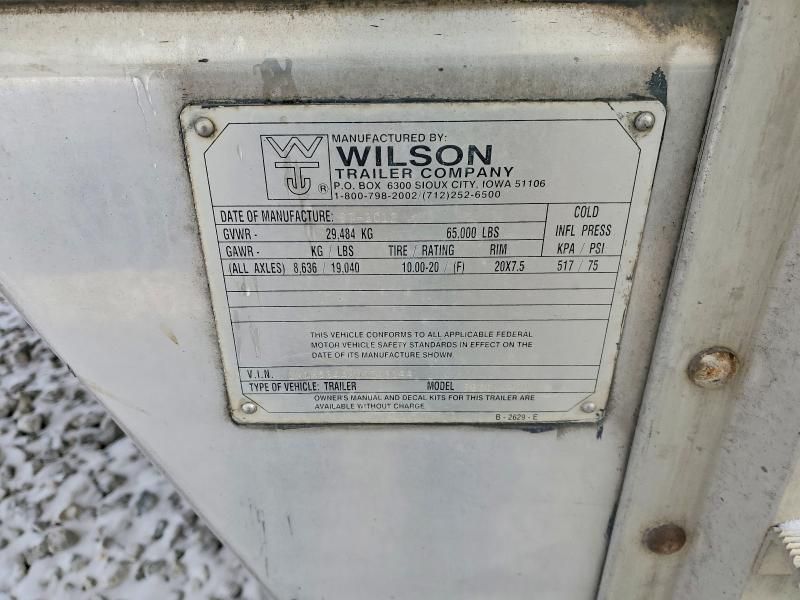 MANUFACTURED BY:
WTC ®
WILSON
TRAILER COMPANY
P.O. BOX 6300 SIOUX CITY, IOWA 51106
1-800-798-2002 / (712)252-6500
DATE OF MANUFACTURE:
GVWR - 29,484 KG 65,000 LBS
COLD
INFL PRESS
KPA / PSI
GAWR - KG / LBS TIRE / RATING RIM
(ALL AXLES) 8,636 / 19,040 10.00-20 / (F) 20X7.5 517 / 75
THIS VEHICLE CONFORMS TO ALL APPLICABLE FEDERAL
MOTOR VEHICLE SAFETY STANDARDS IN EFFECT ON THE
DATE OF ITS MANUFACTURE SHOWN
V.I.N.
TYPE OF VEHICLE: TRAILER MODEL
OWNER'S MANUAL AND DECAL KITS FOR THIS TRAILER ARE
AVAILABLE WITHOUT CHARGE.
B - 2629 - E